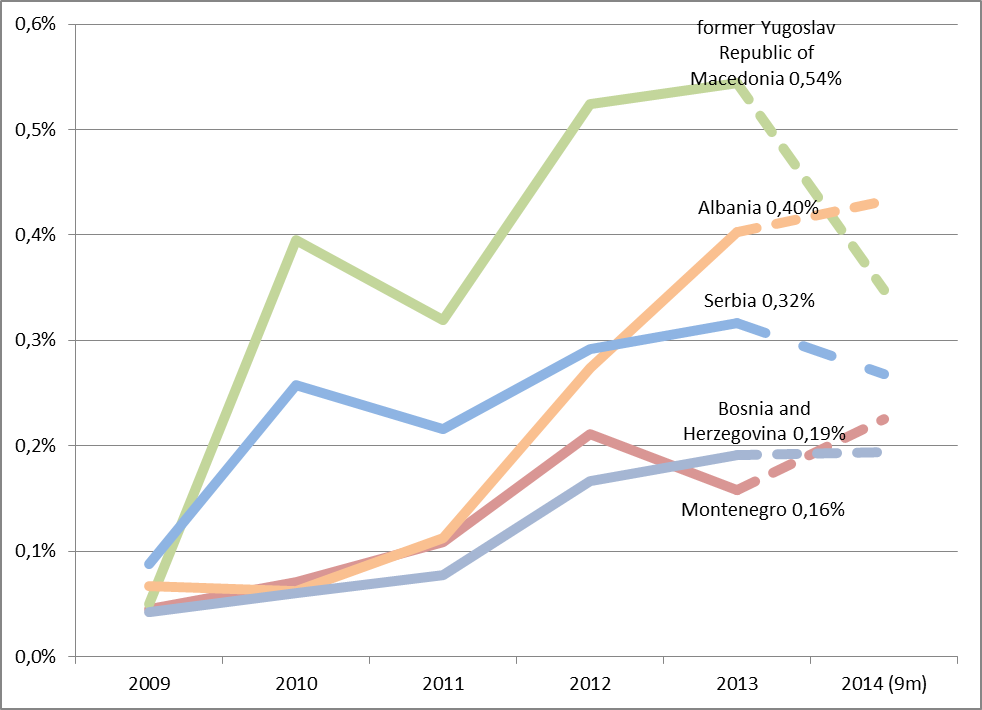 0,6%
0,5%
0,4%
0,3%
0,2%
0,1%
0,0%
former Yugoslav
Republic of
Macedonia 0,54%
Albania 0,40%
Serbia 0,32%
Bosnia and
Herzegovina 0,19%
Montenegro 0,16%
2009
2010
2011
2012
2013
2014 (9m)